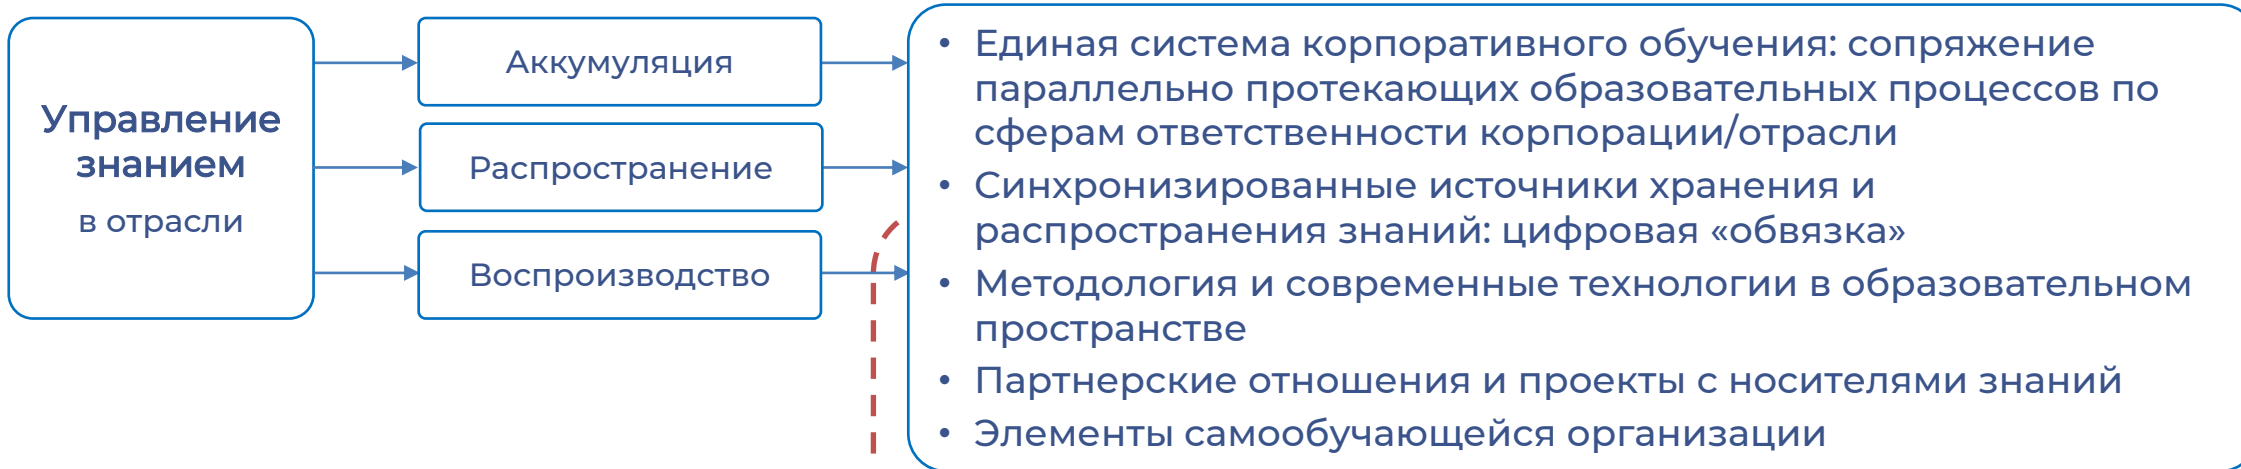 Управление
знанием
в отрасли
Аккумуляция
Распространение
Воспроизводство
• Единая система корпоративного обучения: сопряжение
параллельно протекающих образовательных процессов по
сферам ответственности корпорации/отрасли
• Синхронизированные источники хранения и
распространения знаний: цифровая «обвязка»
• Методология и современные технологии в образовательном
пространстве
• Партнерские отношения и проекты с носителями знаний
• Элементы самообучающейся организации